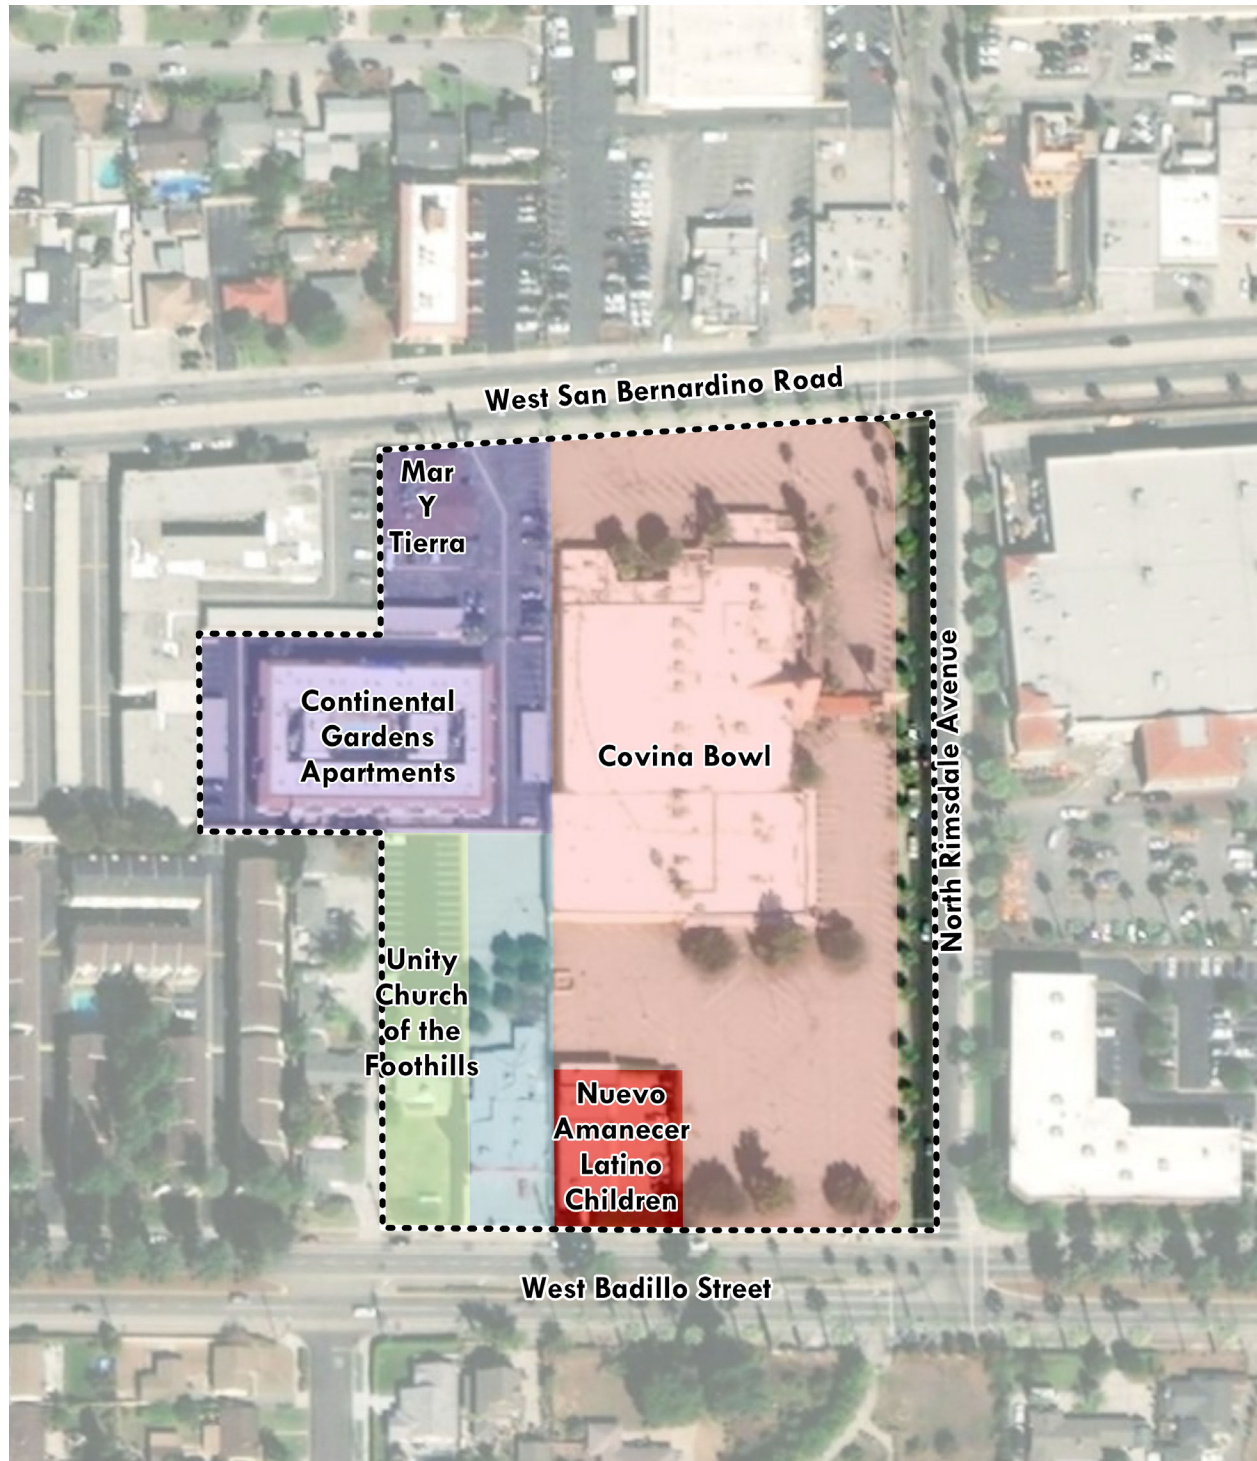 West San Bernardino Road
Mar
Y
Tierra
Continental
Gardens
Apartments
Covina Bowl
North Rimsdale Avenue
Unity
Church
of the
Foothills
Nuevo
Amanecer
Latino
Children
West Badillo Street